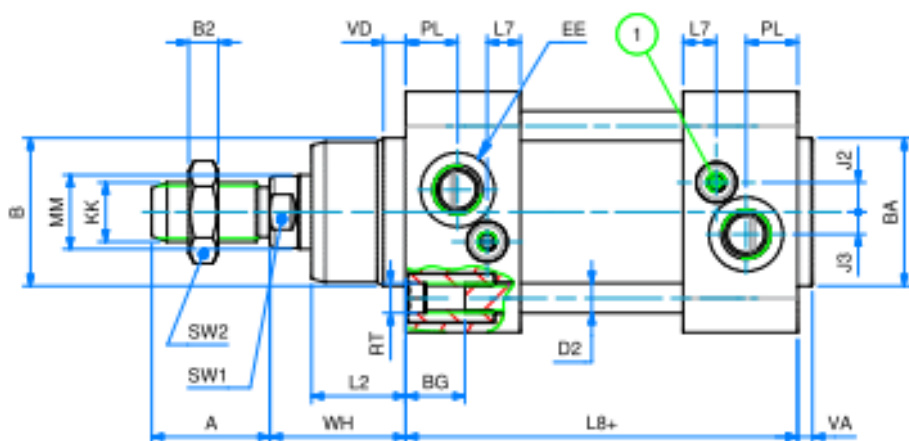 B2 VD PL L7 EE 1 L7 PL
B MM KK J2 J3 BA
SW2 SW1 RT D2
L2 BG
A WH L8+ VA